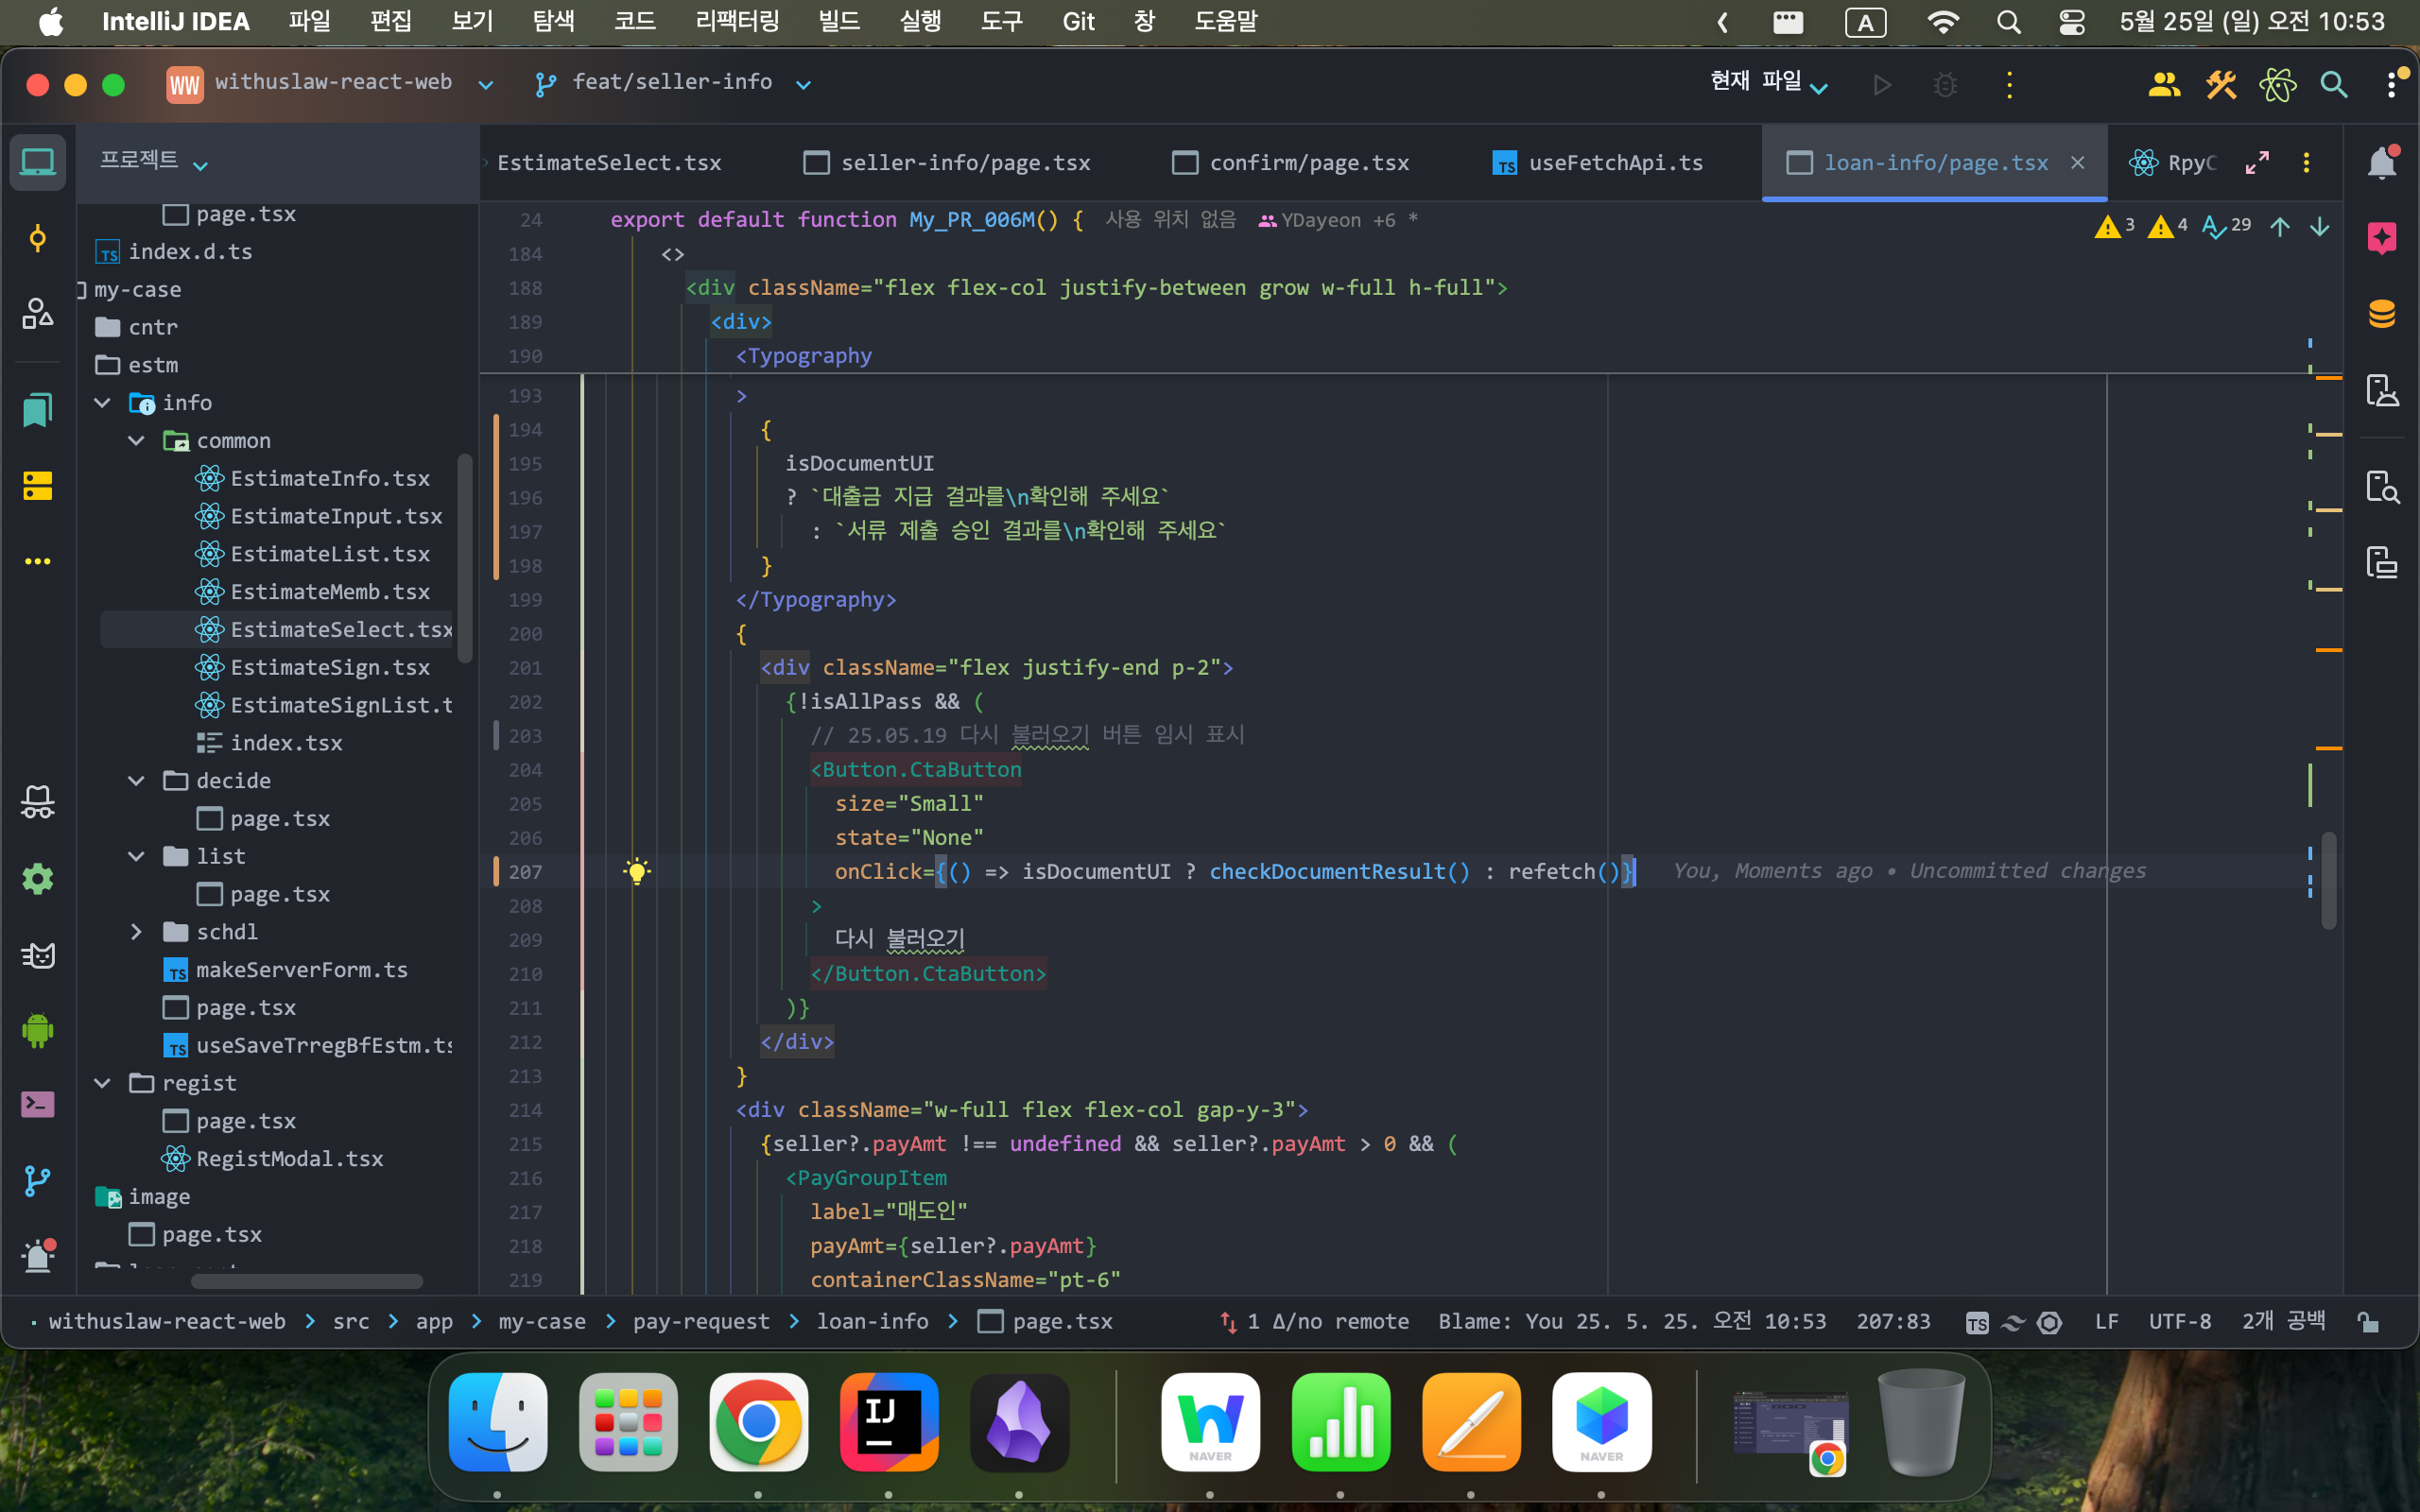 IntelliJ IDEA 파일 편집 보기 탐색 코드 리팩터링 빌드 실행 도구 Git 창 도움말 A 5월 25일 (일) 오전 10:53
WW withuslaw-react-web feat/seller-info 현재 파일
프로젝트
EstimateSelect.tsx seller-info/page.tsx confirm/page.tsx TS useFetchApi.ts loan-info/page.tsx RpyC
page.tsx
TS index.d.ts
my-case
cntr
estm
info
common
EstimateInfo.tsx
EstimateInput.tsx
EstimateList.tsx
EstimateMemb.tsx
EstimateSelect.tsx
EstimateSign.tsx
EstimateSignList.t
index.tsx
decide
page.tsx
list
page.tsx
schdl
TS makeServerForm.ts
page.tsx
TS useSaveTrregBfEstm.ts
regist
page.tsx
RegistModal.tsx
image
page.tsx
3 4 29
24 export default function My_PR_006M() { 사용 위치 없음 YDayeon +6 *
184 <>
188 <div className="flex flex-col justify-between grow w-full h-full">
189 <div>
190 <Typography
193 >
194 {
195 isDocumentUI
196 ? `대출금 지급 결과를\n확인해 주세요`
197 : `서류 제출 승인 결과를\n확인해 주세요`
198 }
199 </Typography>
200 {
201 <div className="flex justify-end p-2">
202 {!isAllPass && (
203 // 25.05.19 다시 불러오기 버튼 임시 표시
204 <Button.CtaButton
205 size="Small"
206 state="None"
207 onClick={() => isDocumentUI ? checkDocumentResult() : refetch()} You, Moments ago • Uncommitted changes
208 >
209 다시 불러오기
210 </Button.CtaButton>
211 )}
212 </div>
213 }
214 <div className="w-full flex flex-col gap-y-3">
215 {seller?.payAmt !== undefined && seller?.payAmt > 0 && (
216 <PayGroupItem
217 label="매도인"
218 payAmt={seller?.payAmt}
219 containerClassName="pt-6"
withuslaw-react-web > src > app > my-case > pay-request > loan-info > page.tsx 1 Δ/no remote Blame: You 25. 5. 25. 오전 10:53 207:83 TS LF UTF-8 2개 공백
IJ
NAVER
NAVER